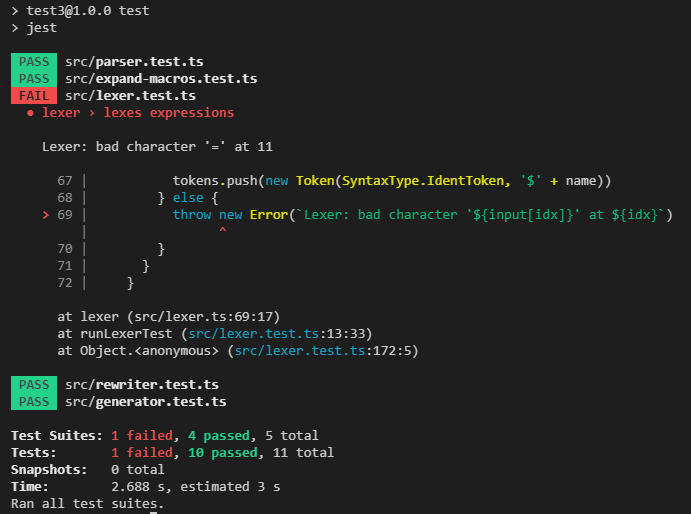 > test3@1.0.0 test
> jest
PASS src/parser.test.ts
PASS src/expand-macros.test.ts
FAIL src/lexer.test.ts
● lexer › lexes expressions
Lexer: bad character '=' at 11
67 | tokens.push(new Token(SyntaxType.IdentToken, '$' + name))
68 | } else {
> 69 | throw new Error(`Lexer: bad character '${input[idx]}' at ${idx}`)
| ^
70 | }
71 | }
72 | }
at lexer (src/lexer.ts:69:17)
at runLexerTest (src/lexer.test.ts:13:33)
at Object.<anonymous> (src/lexer.test.ts:172:5)
PASS src/rewriter.test.ts
PASS src/generator.test.ts
Test Suites: 1 failed, 4 passed, 5 total
Tests: 1 failed, 10 passed, 11 total
Snapshots: 0 total
Time: 2.688 s, estimated 3 s
Ran all test suites.